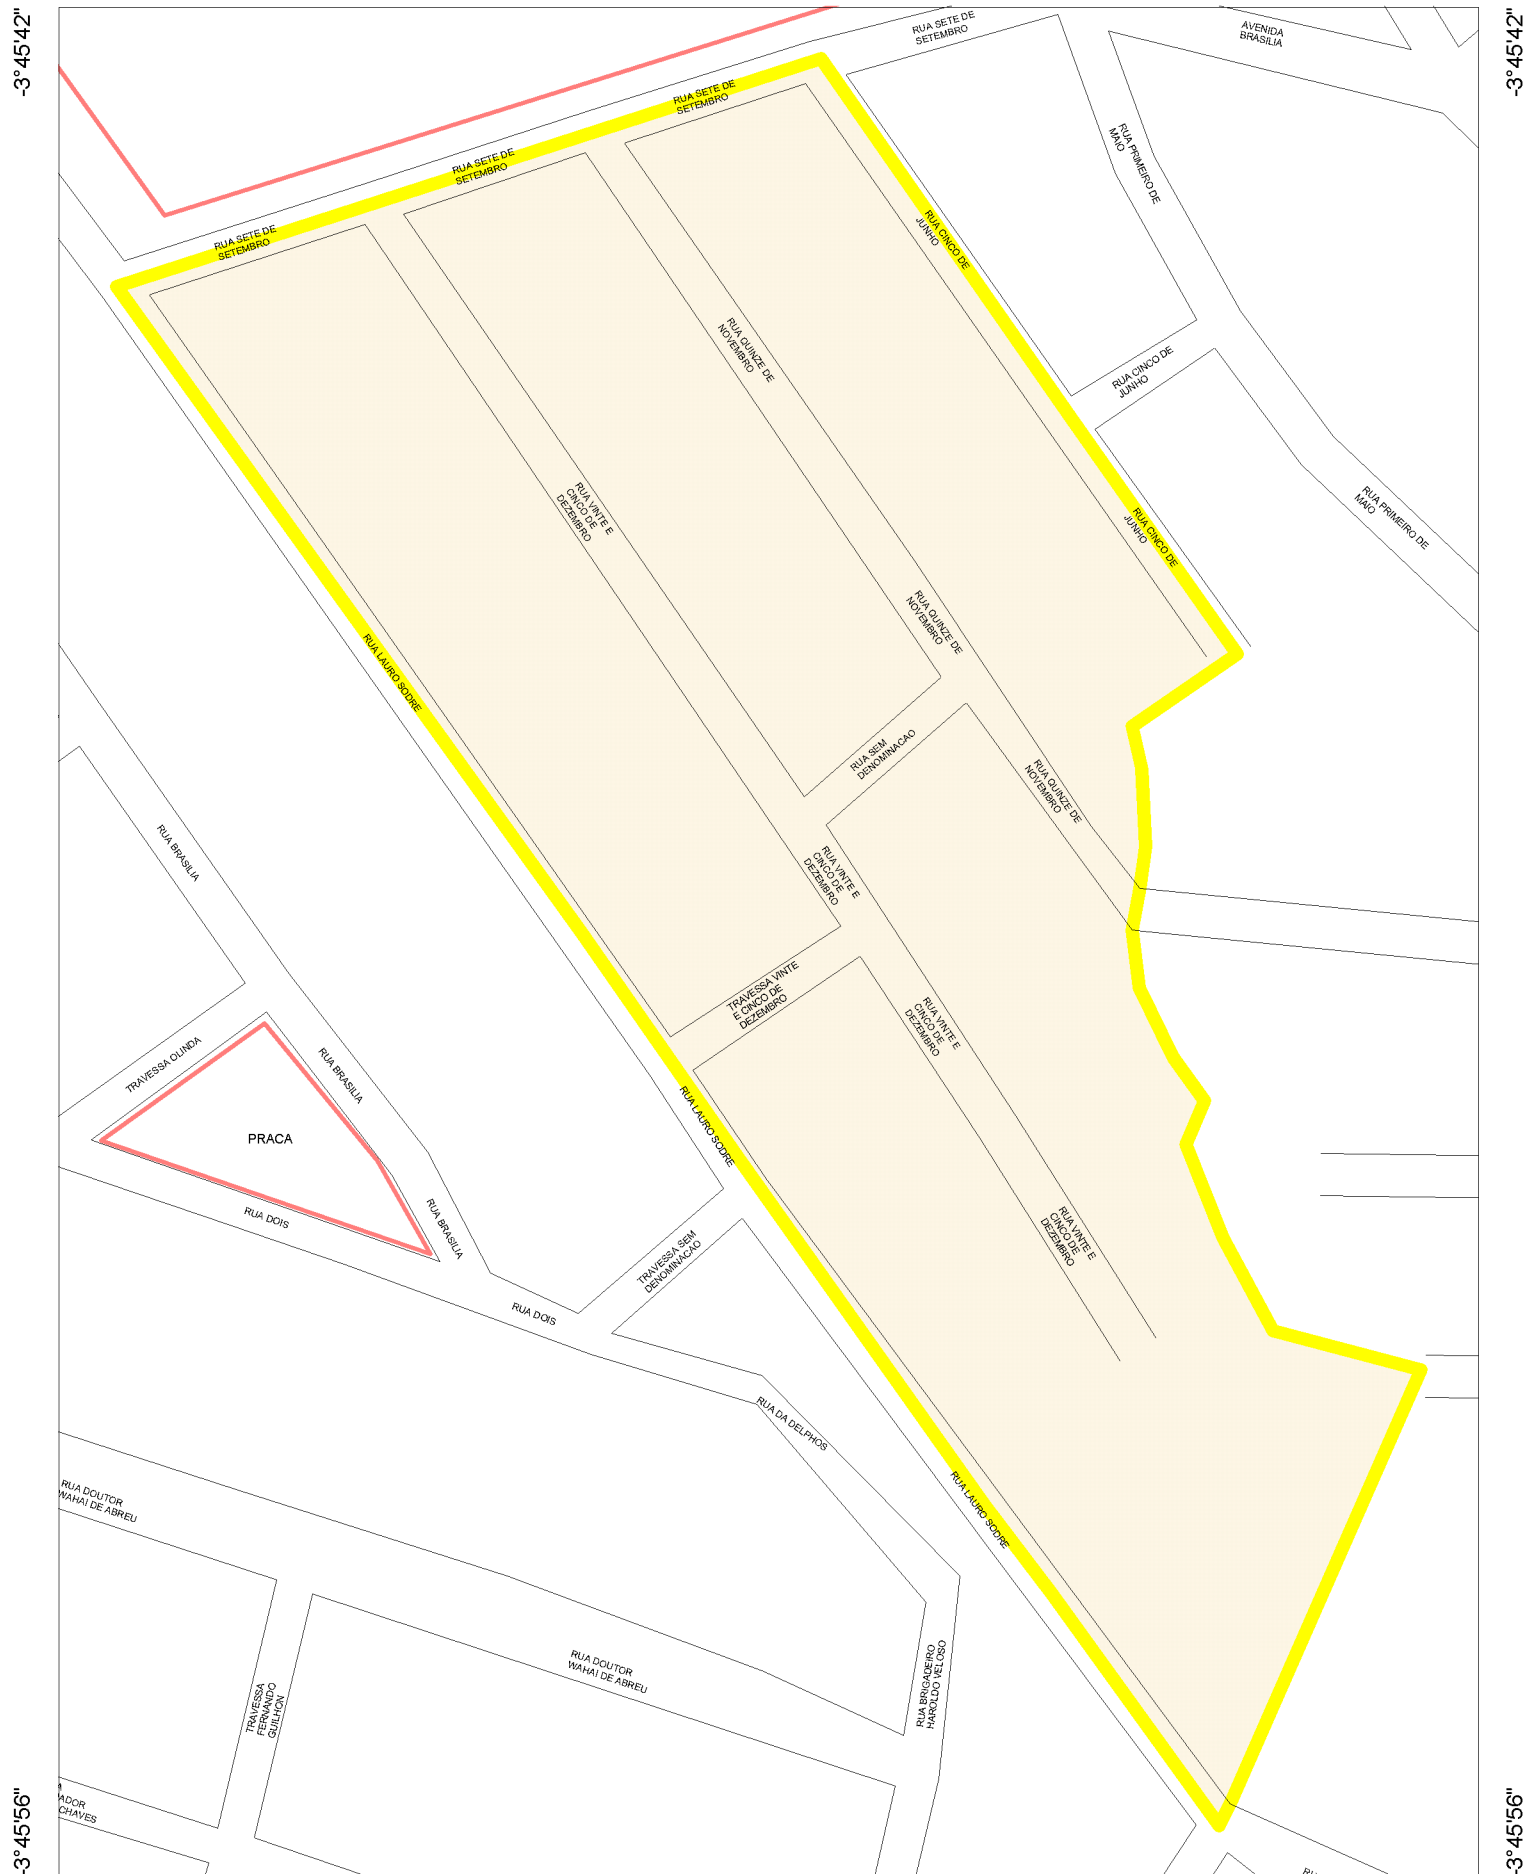 -3°45'42"
-3°45'42"
RUA SETE DE
SETEMBRO
AVENIDA
BRASILIA
RUA SETE DE
SETEMBRO
RUA PRIMEIRO DE
MAIO
RUA SETE DE
SETEMBRO
RUA SETE DE
SETEMBRO
RUA CINCO DE
JUNHO
RUA QUINZE DE
NOVEMBRO
RUA CINCO DE
JUNHO
RUA VINTE E
CINCO DE
DEZEMBRO
RUA PRIMEIRO DE
MAIO
RUA CINCO DE
JUNHO
RUA QUINZE DE
NOVEMBRO
RUA LAURO SODRE
RUA SEM
DENOMINACAO
RUA QUINZE DE
NOVEMBRO
RUA BRASILIA
RUA VINTE E
CINCO DE
DEZEMBRO
TRAVESSA VINTE
E CINCO DE
DEZEMBRO
RUA VINTE E
CINCO DE
DEZEMBRO
TRAVESSA OLINDA
RUA BRASILIA
PRACA
RUA LAURO SODRE
RUA DOIS
RUA BRASILIA
RUA VINTE E
CINCO DE
DEZEMBRO
TRAVESSA SEM
DENOMINACAO
RUA DOIS
RUA DA DELPHOS
RUA LAURO SODRE
RUA DOUTOR
WAHAI DE ABREU
RUA DOUTOR
WAHAI DE ABREU
RUA BRIGADEIRO
HAROLDO VELOSO
TRAVESSA
FERNANDO
GUILHON
ADOR
CHAVES
-3°45'56"
-3°45'56"